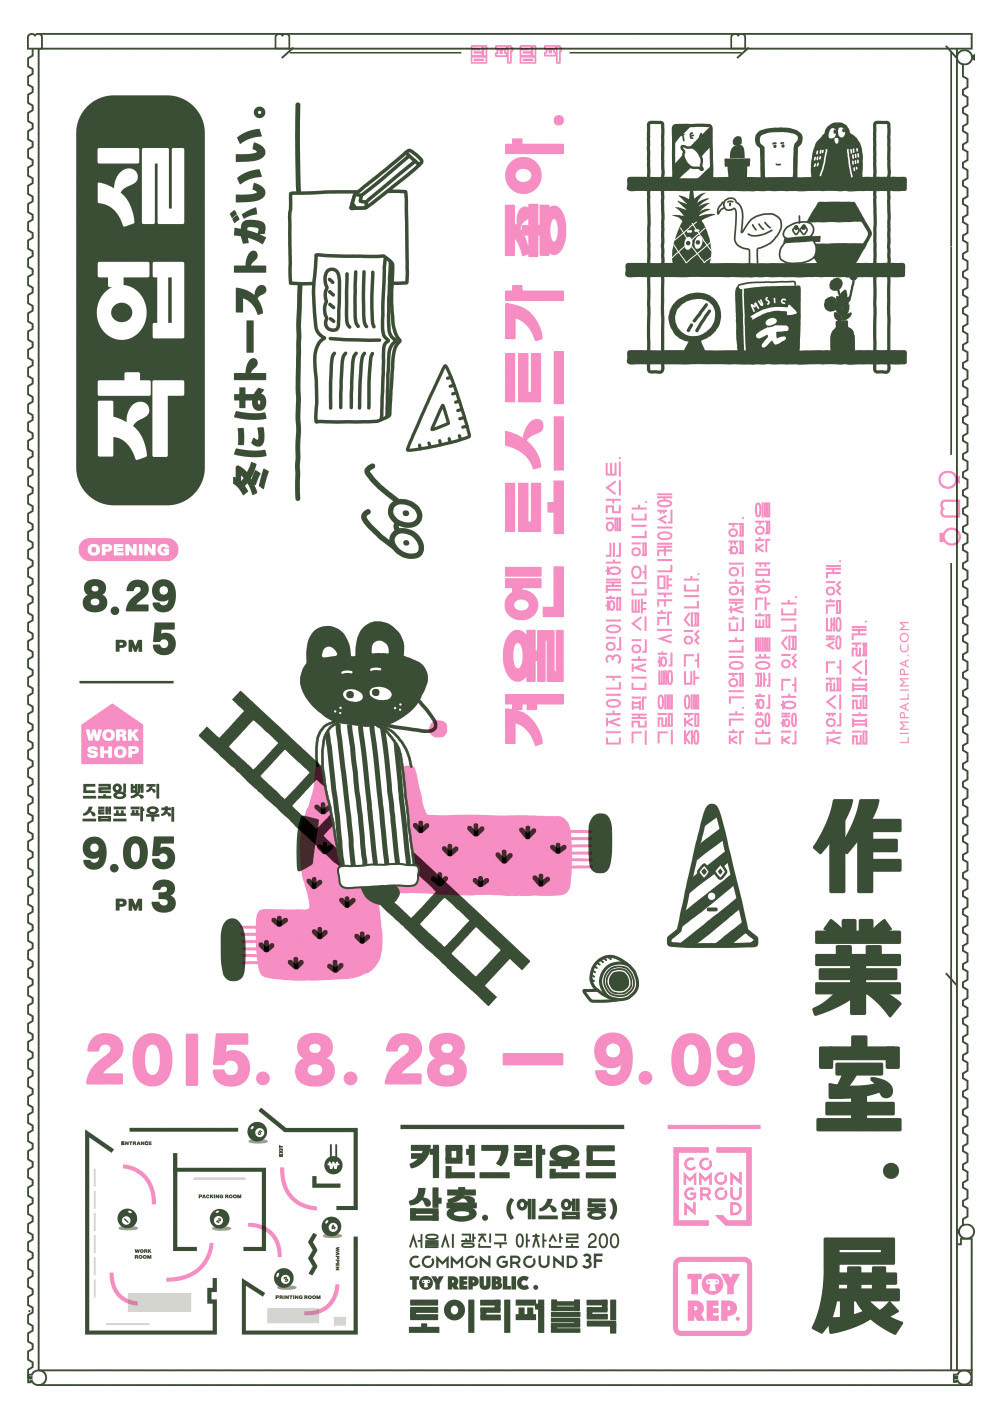 림파림파
작업실
冬にはトーストがいい。
겨울엔 토스트가 좋아.
MUSIC
디자이너 3인이 함께하는 일러스트.
그래픽디자인 스튜디오 입니다.
그림을 통한 시각커뮤니케이션에
중점을 두고 있습니다.
작가.기업이나 단체와의 협업.
다양한 분야를 탐구하며 작업을
진행하고 있습니다.
자연스럽고 생동감있게.
림파림파스럽게.
LIMPALIMPA.COM
OPENING
8.29
PM 5
WORK
SHOP
드로잉뱃지
스탬프파우치
9.05
PM 3
作業室・展
2015. 8. 28 — 9. 09
ENTRANCE
EXIT
PACKING ROOM
WORK
ROOM
WAPPEN
PRINTING ROOM
커먼그라운드
삼층. (에스엠동)
서울시 광진구 아차산로 200
COMMON GROUND 3F
TOY REPUBLIC.
토이리퍼블릭
COMMON GROUND
TOY
REP.